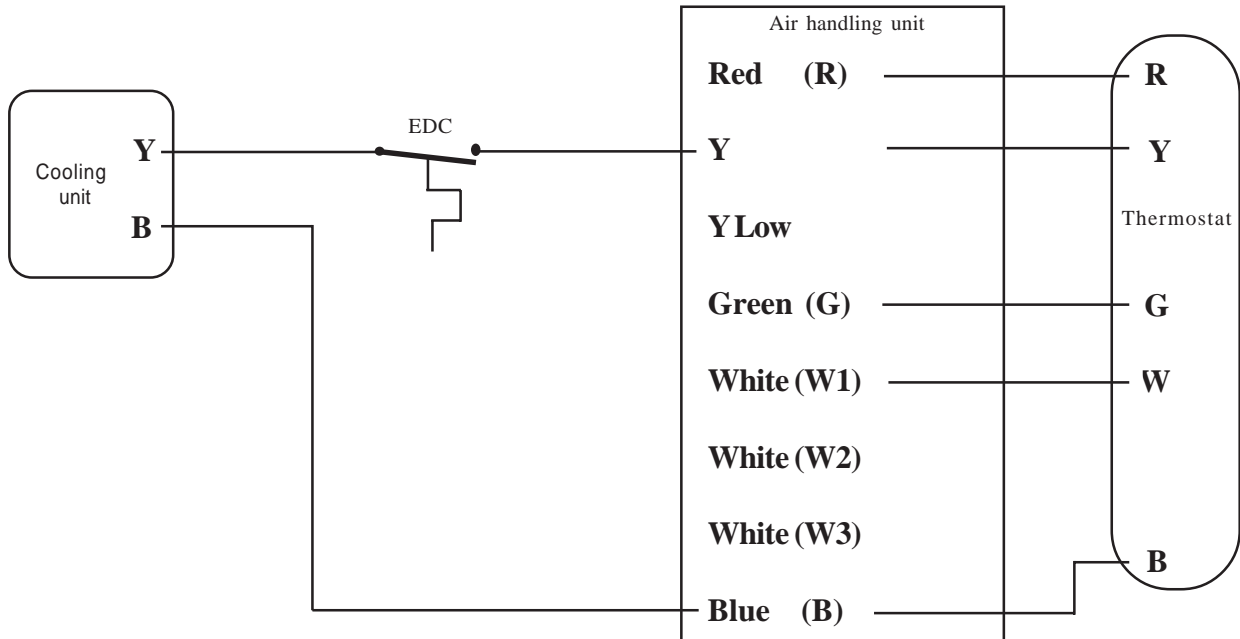 Air handling unit
Red (R)
R
EDC
Y
Y
Y
Cooling
unit
B
Y Low
Thermostat
Green (G)
G
White (W1)
W
White (W2)
White (W3)
B
Blue (B)